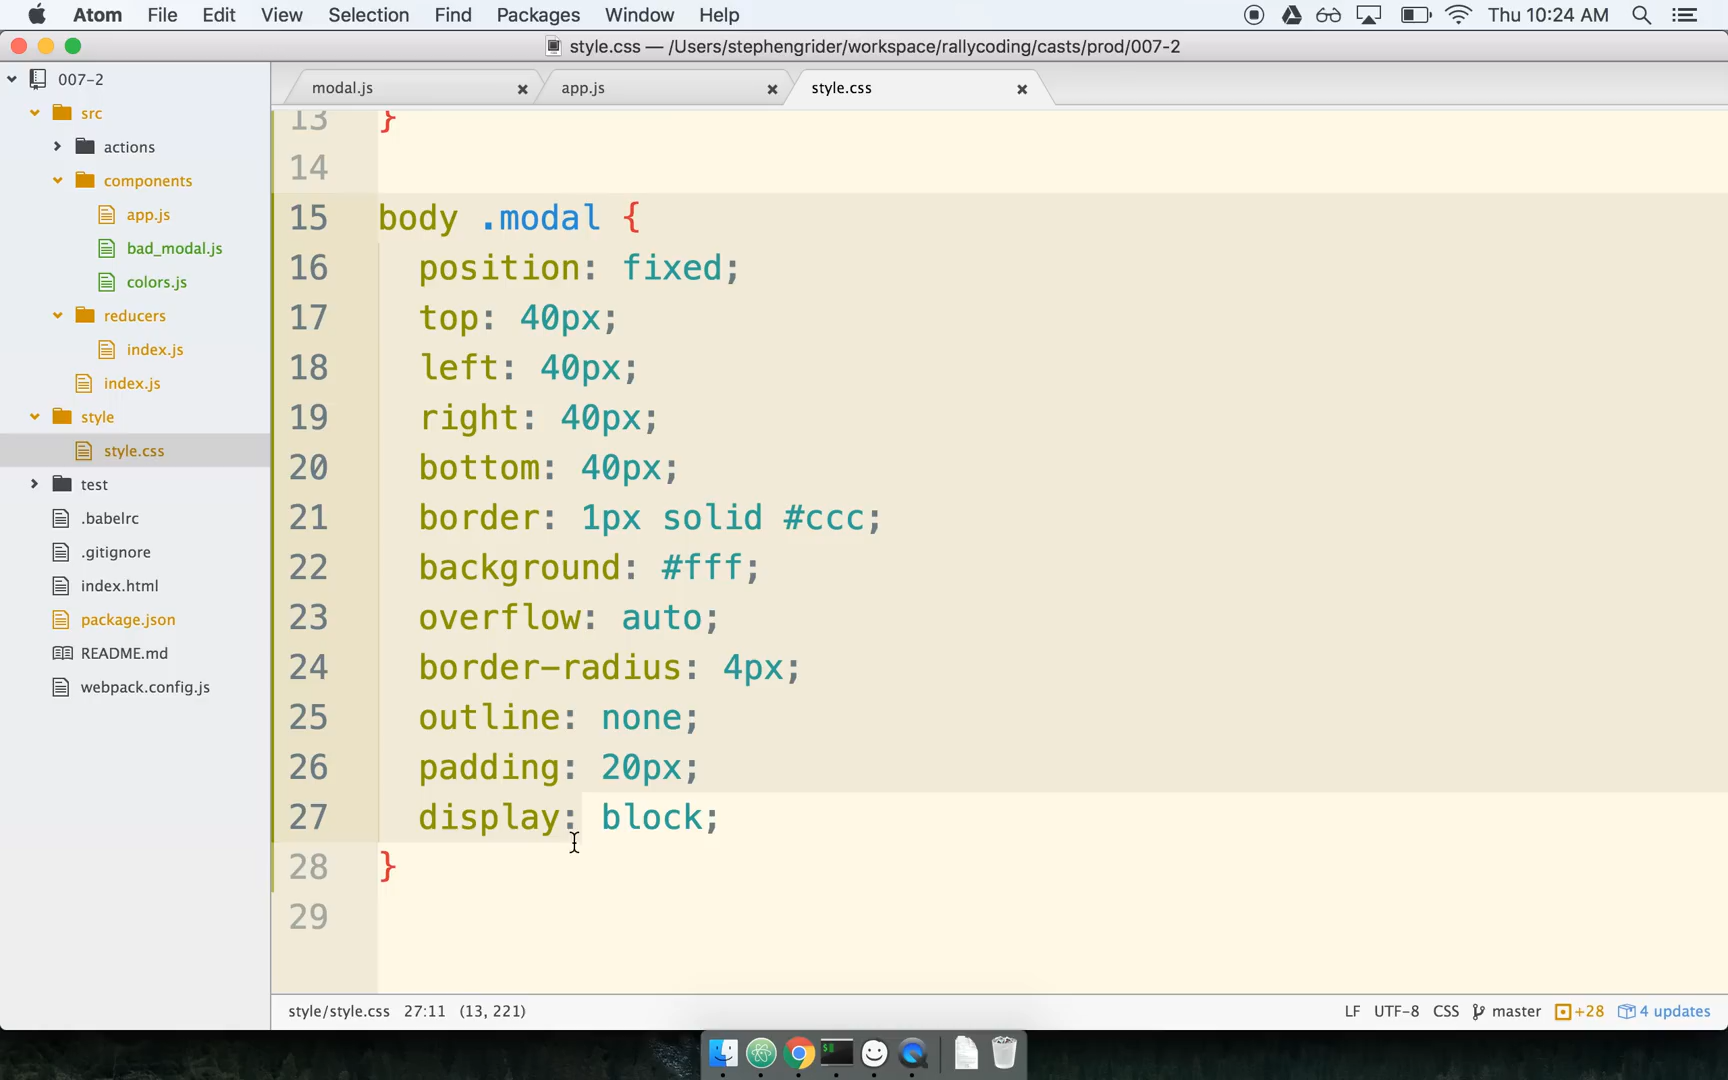 Atom File Edit View Selection Find Packages Window Help Thu 10:24 AM
style.css — /Users/stephengrider/workspace/rallycoding/casts/prod/007-2
007-2
src
actions
components
app.js
bad_modal.js
colors.js
reducers
index.js
index.js
style
style.css
test
.babelrc
.gitignore
index.html
package.json
README.md
webpack.config.js
modal.js app.js style.css
13 }
14
15 body .modal {
16 position: fixed;
17 top: 40px;
18 left: 40px;
19 right: 40px;
20 bottom: 40px;
21 border: 1px solid #ccc;
22 background: #fff;
23 overflow: auto;
24 border-radius: 4px;
25 outline: none;
26 padding: 20px;
27 display: block;
28 }
29
style/style.css 27:11 (13, 221) LF UTF-8 CSS master +28 4 updates